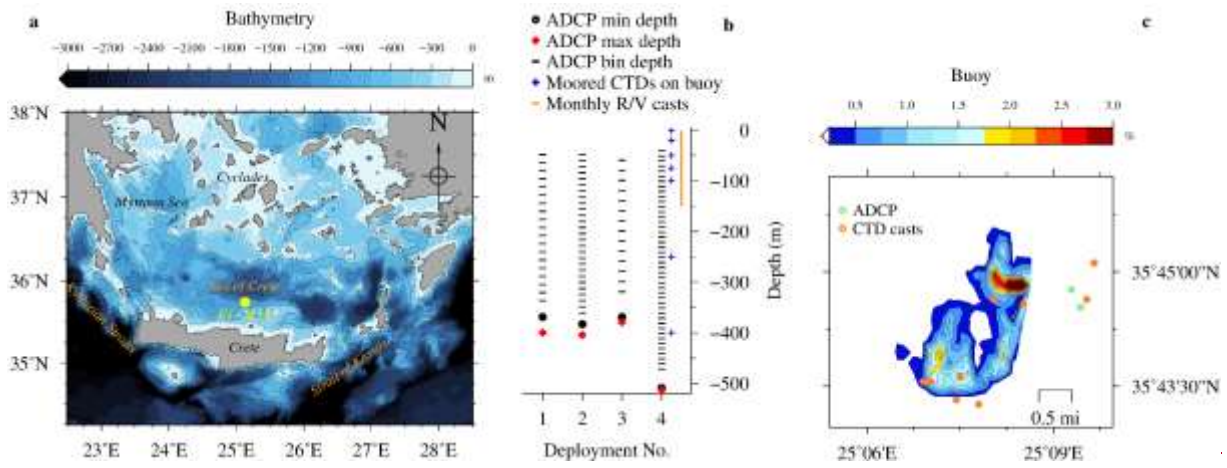 a
Bathymetry
−3000 −2700 −2400 −2100 −1800 −1500 −1200 −900 −600 −300 0
m
38°N
37°N
36°N
35°N
N
Cyclades
Myrtoan Sea
Sea of Crete
Crete
23°E 24°E 25°E 26°E 27°E 28°E
ADCP min depth
ADCP max depth
ADCP bin depth
Moored CTDs on buoy
Monthly R/V casts
b
0
−100
−200
−300
−400
−500
Depth (m)
1 2 3 4
Deployment No.
c
Buoy
0.5 1.0 1.5 2.0 2.5 3.0
%
ADCP
CTD casts
35°45'00"N
35°43'30"N
0.5 mi
25°06'E 25°09'E